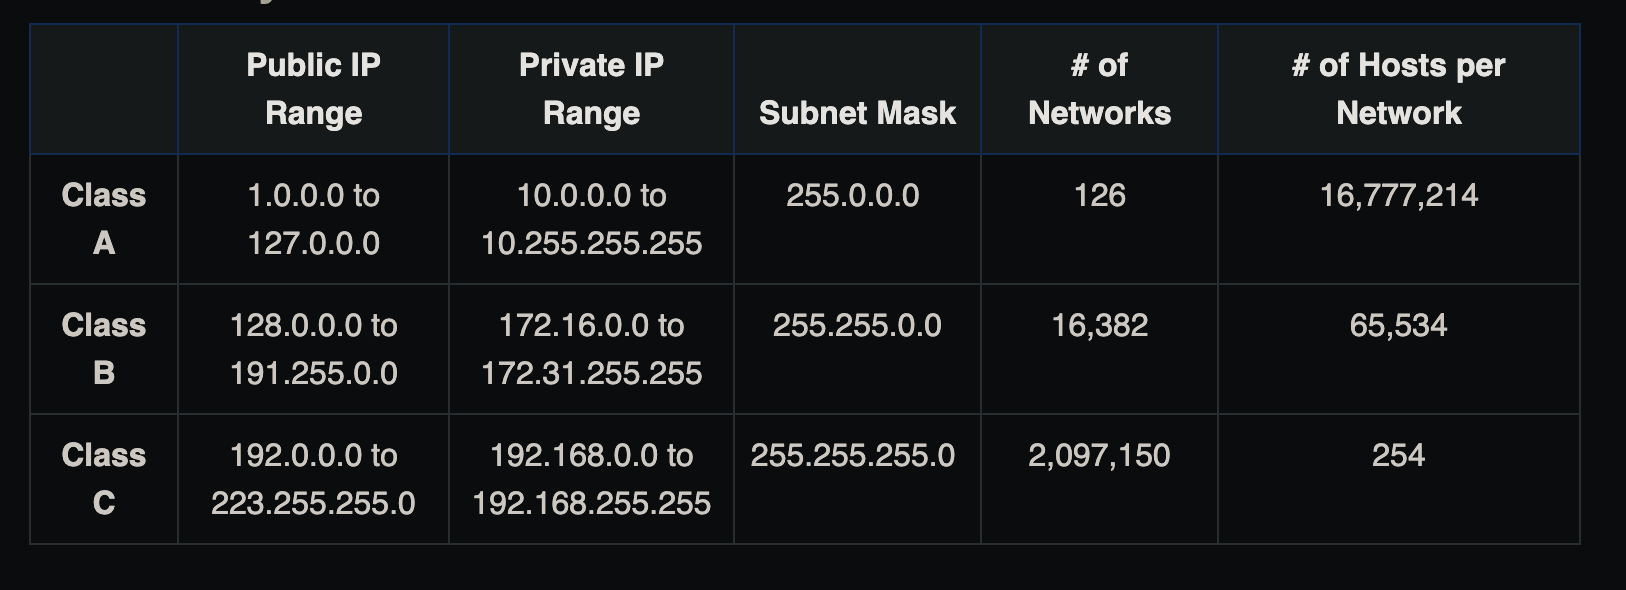 Public IP
Range
Private IP
Range
Subnet Mask
# of
Networks
# of Hosts per
Network
Class
A
1.0.0.0 to
127.0.0.0
10.0.0.0 to
10.255.255.255
255.0.0.0
126
16,777,214
Class
B
128.0.0.0 to
191.255.0.0
172.16.0.0 to
172.31.255.255
255.255.0.0
16,382
65,534
Class
C
192.0.0.0 to
223.255.255.0
192.168.0.0 to
192.168.255.255
255.255.255.0
2,097,150
254